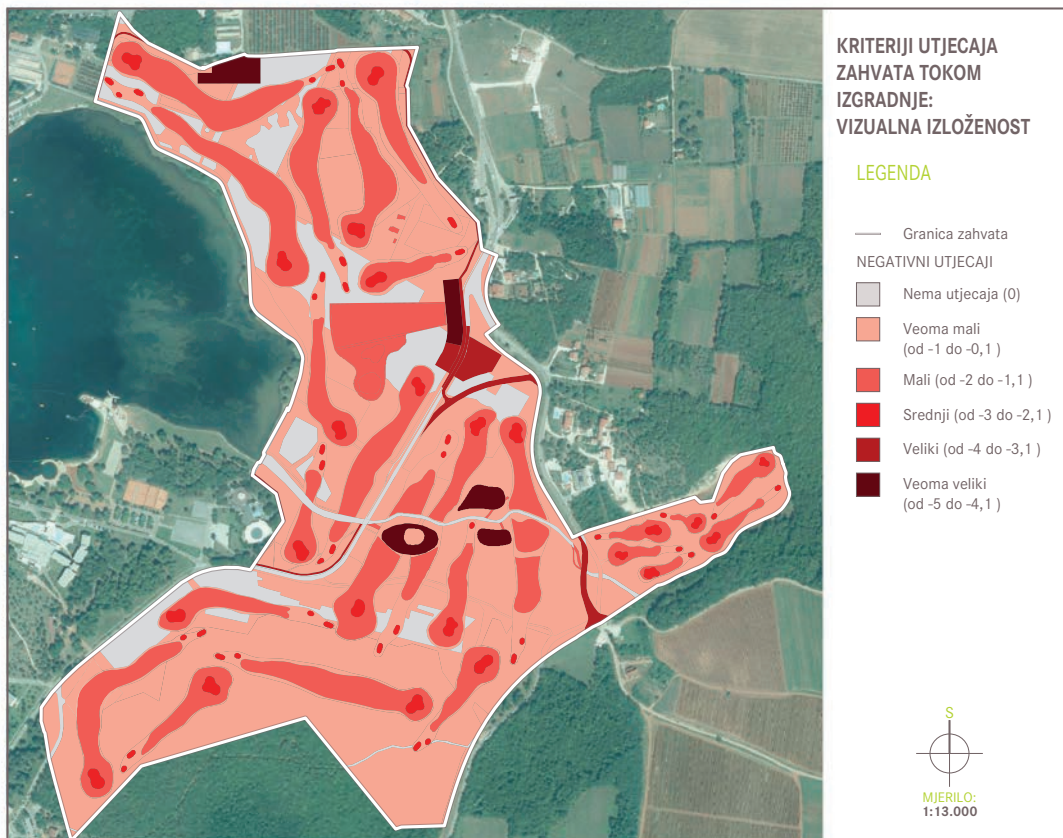 KRITERIJI UTJECAJA
ZAHVATA TOKOM
IZGRADNJE:
VIZUALNA IZLOŽENOST
LEGENDA
Granica zahvata
NEGATIVNI UTJECAJI
Nema utjecaja (0)
Veoma mali
(od -1 do -0,1 )
Mali (od -2 do -1,1 )
Srednji (od -3 do -2,1 )
Veliki (od -4 do -3,1 )
Veoma veliki
(od -5 do -4,1 )
S
MJERILO:
1:13.000